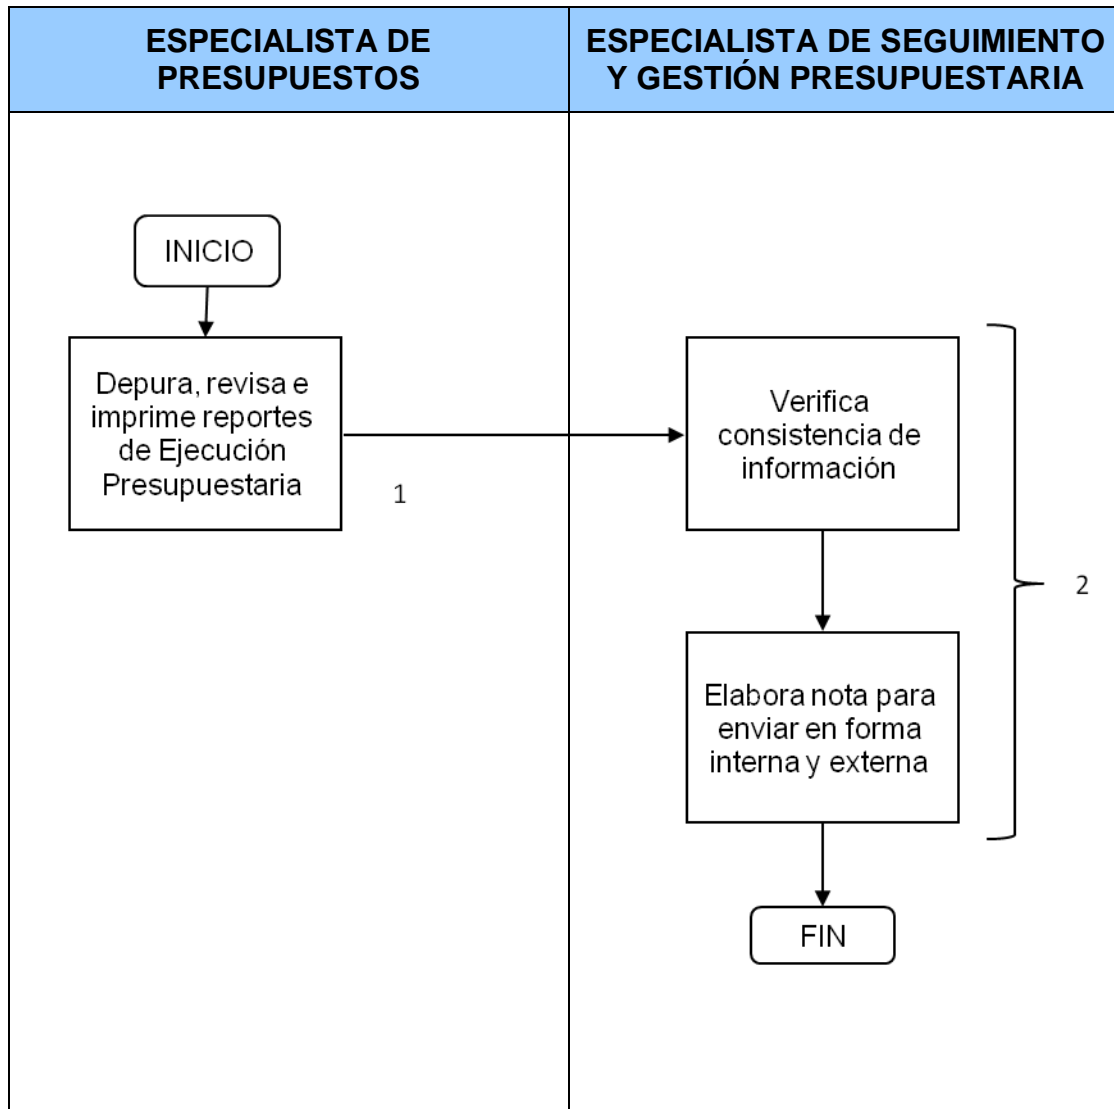 ESPECIALISTA DE
PRESUPUESTOS
ESPECIALISTA DE SEGUIMIENTO
Y GESTIÓN PRESUPUESTARIA
INICIO
Depura, revisa e
imprime reportes
de Ejecución
Presupuestaria
1
Verifica
consistencia de
información
2
Elabora nota para
enviar en forma
interna y externa
FIN